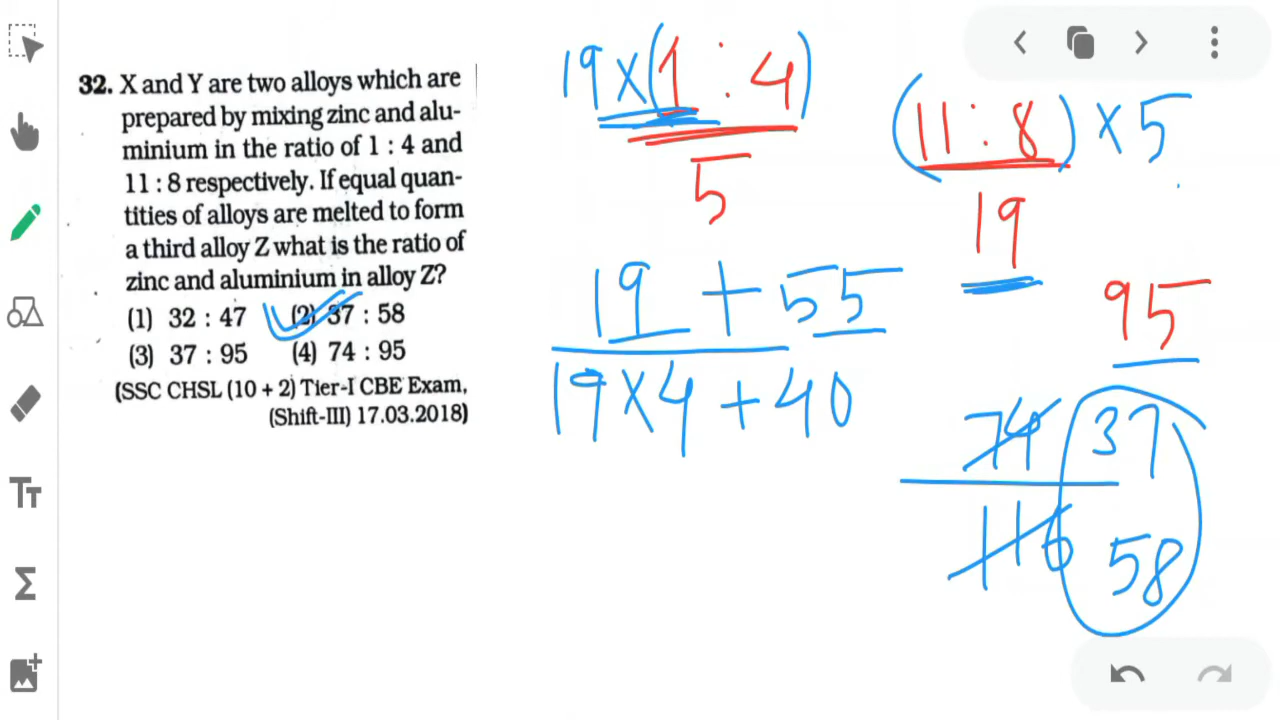 32. X and Y are two alloys which are
prepared by mixing zinc and alu-
minium in the ratio of 1 : 4 and
11 : 8 respectively. If equal quan-
tities of alloys are melted to form
a third alloy Z what is the ratio of
zinc and aluminium in alloy Z?
(1) 32 : 47 (2) 37 : 58
(3) 37 : 95 (4) 74 : 95
(SSC CHSL (10 + 2) Tier-I CBE Exam,
(Shift-III) 17.03.2018)
19 × (1 : 4)
5
(11 : 8) × 5
19
95
19 + 55
19 × 4 + 40
74 37
116 58
Tт
Σ